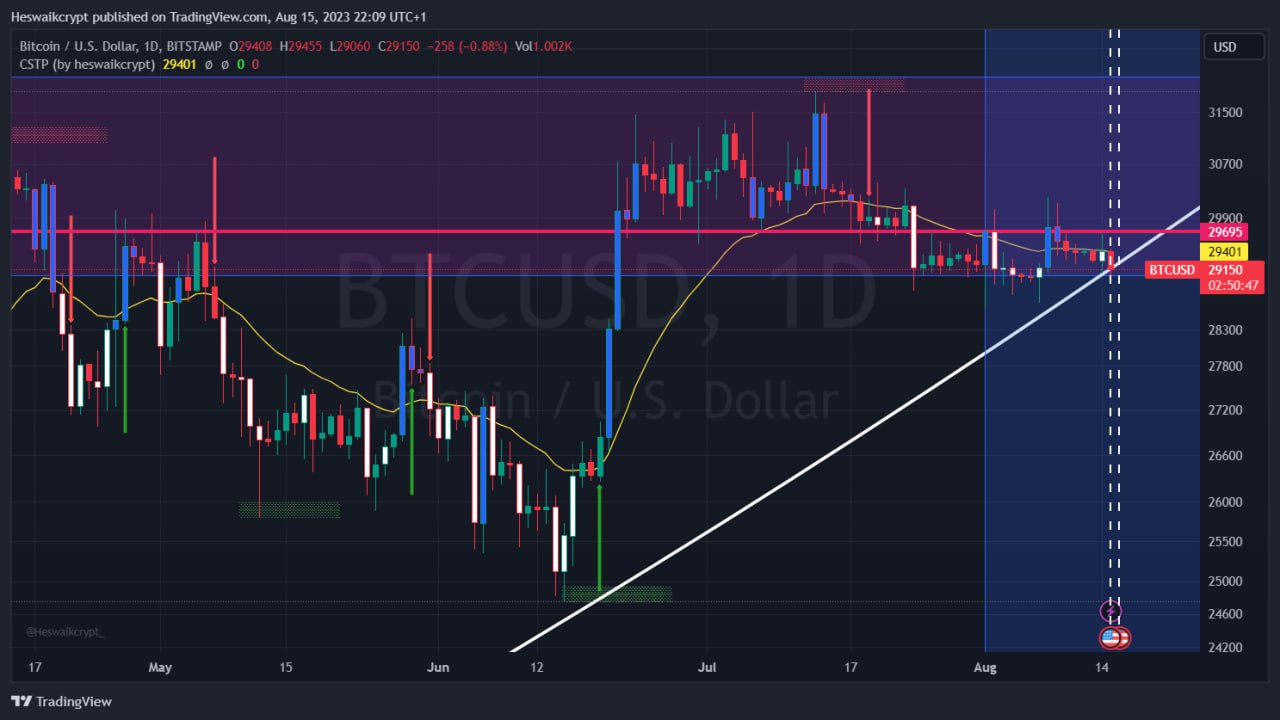 Heswaikcrypt published on TradingView.com, Aug 15, 2023 22:09 UTC+1
Bitcoin / U.S. Dollar, 1D, BITSTAMP O29408 H29455 L29060 C29150 −258 (−0.88%) Vol1.002K
CSTP (by heswaikcrypt) 29401 ø ø 0 0
USD
31500
30700
29900
29695
29401
BTCUSD 29150
02:50:47
28300
27800
27200
26600
26000
25500
25000
24600
24200
BTCUSD, 1D
Bitcoin / U.S. Dollar
@Heswaikcrypt_
17 May 15 Jun 12 Jul 17 Aug 14
TradingView